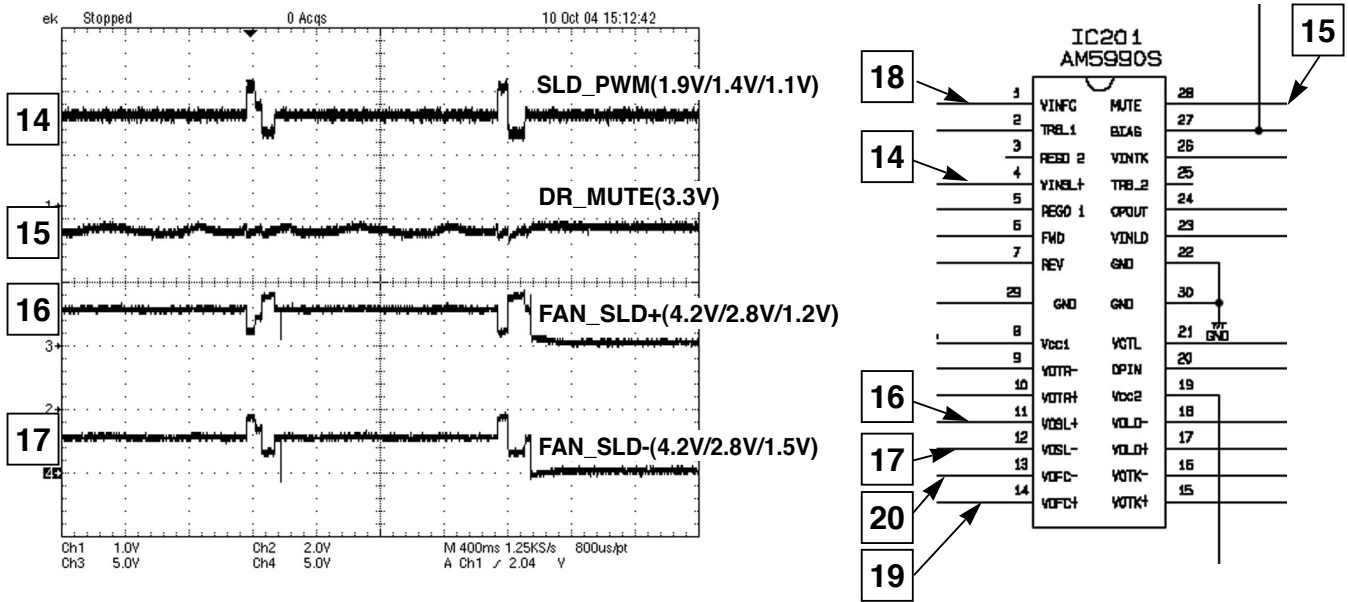 ek Stopped 0 Acqs 10 Oct 04 15:12:42
14
SLD_PWM(1.9V/1.4V/1.1V)
1
15
DR_MUTE(3.3V)
16
FAN_SLD+(4.2V/2.8V/1.2V)
3
2
17
FAN_SLD-(4.2V/2.8V/1.5V)
4
Ch1 1.0V Ch2 2.0V M 400ms 1.25KS/s 800us/pt
Ch3 5.0V Ch4 5.0V A Ch1 2.04 V
IC201
AM5990S
18
15
1 VINFC MUTE 28
2 TRB_1 BIAS 27
3 REGO 2 VINTK 26
14
4 VINSL+ TRB_2 25
5 REGO 1 OPOUT 24
6 FWD VINLD 23
7 REV GND 22
29 GND GND 30
GND
8 Vcc1 VCTL 21
9 VOTR- OPIN 20
10 VOTR+ Vcc2 19
16
11 VOSL+ VOLD- 18
17
12 VOSL- VOLD+ 17
13 VOFC- VOTK- 16
20
14 VOFC+ VOTK+ 15
19